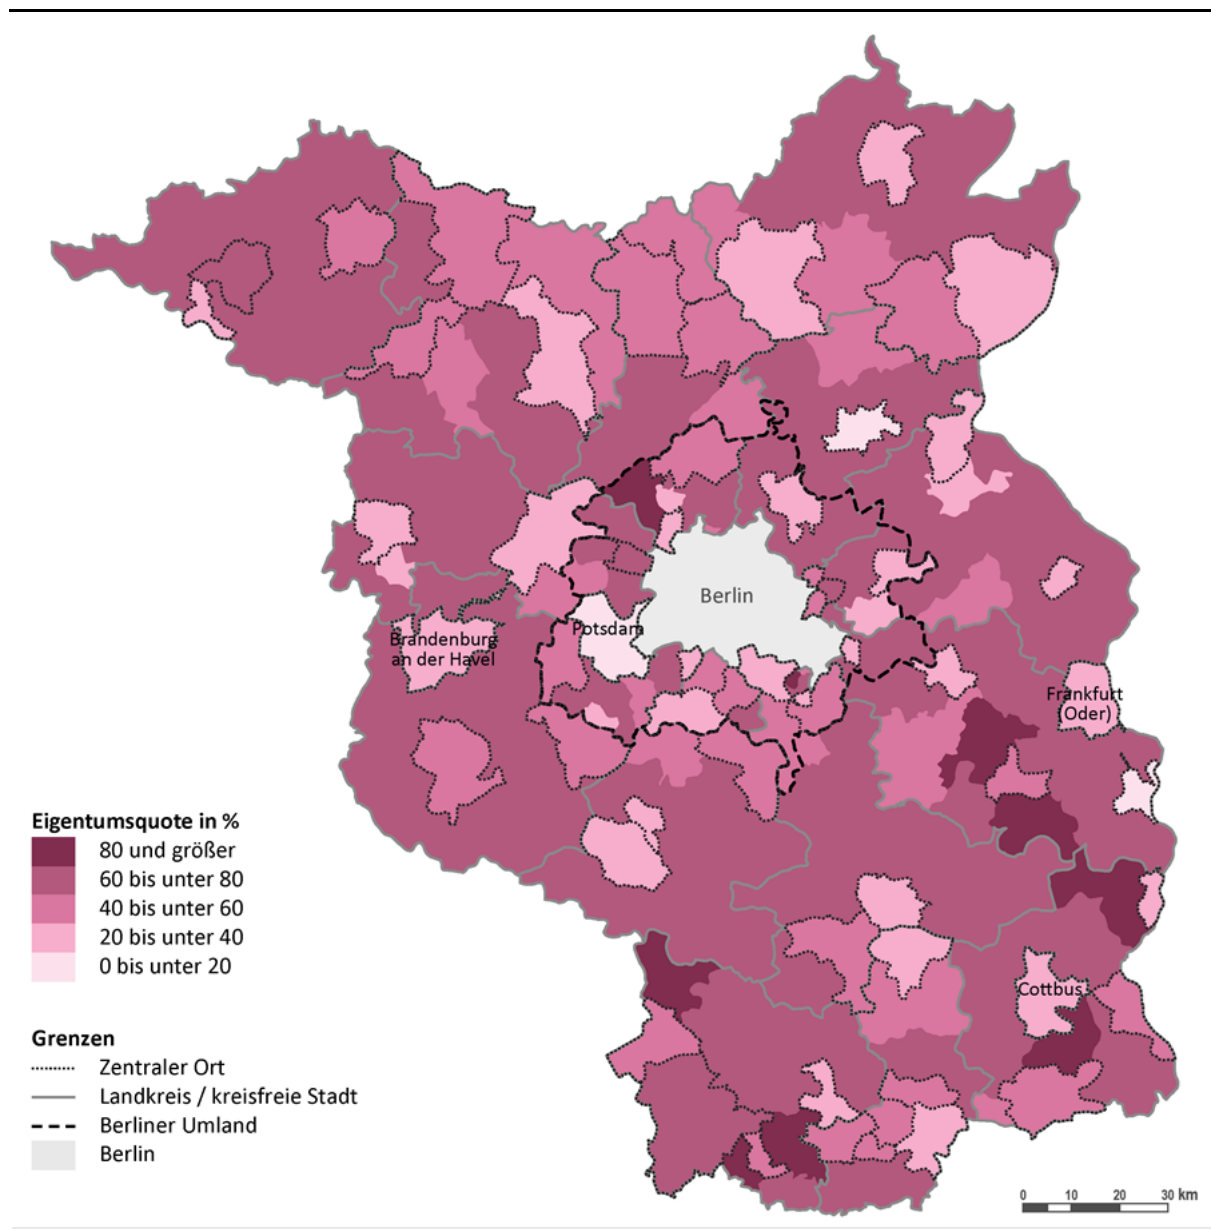 Berlin
Potsdam
Brandenburg
an der Havel
Frankfurt
(Oder)
Cottbus
Eigentumsquote in %
80 und größer
60 bis unter 80
40 bis unter 60
20 bis unter 40
0 bis unter 20
Grenzen
Zentraler Ort
Landkreis / kreisfreie Stadt
Berliner Umland
Berlin
0 10 20 30 km